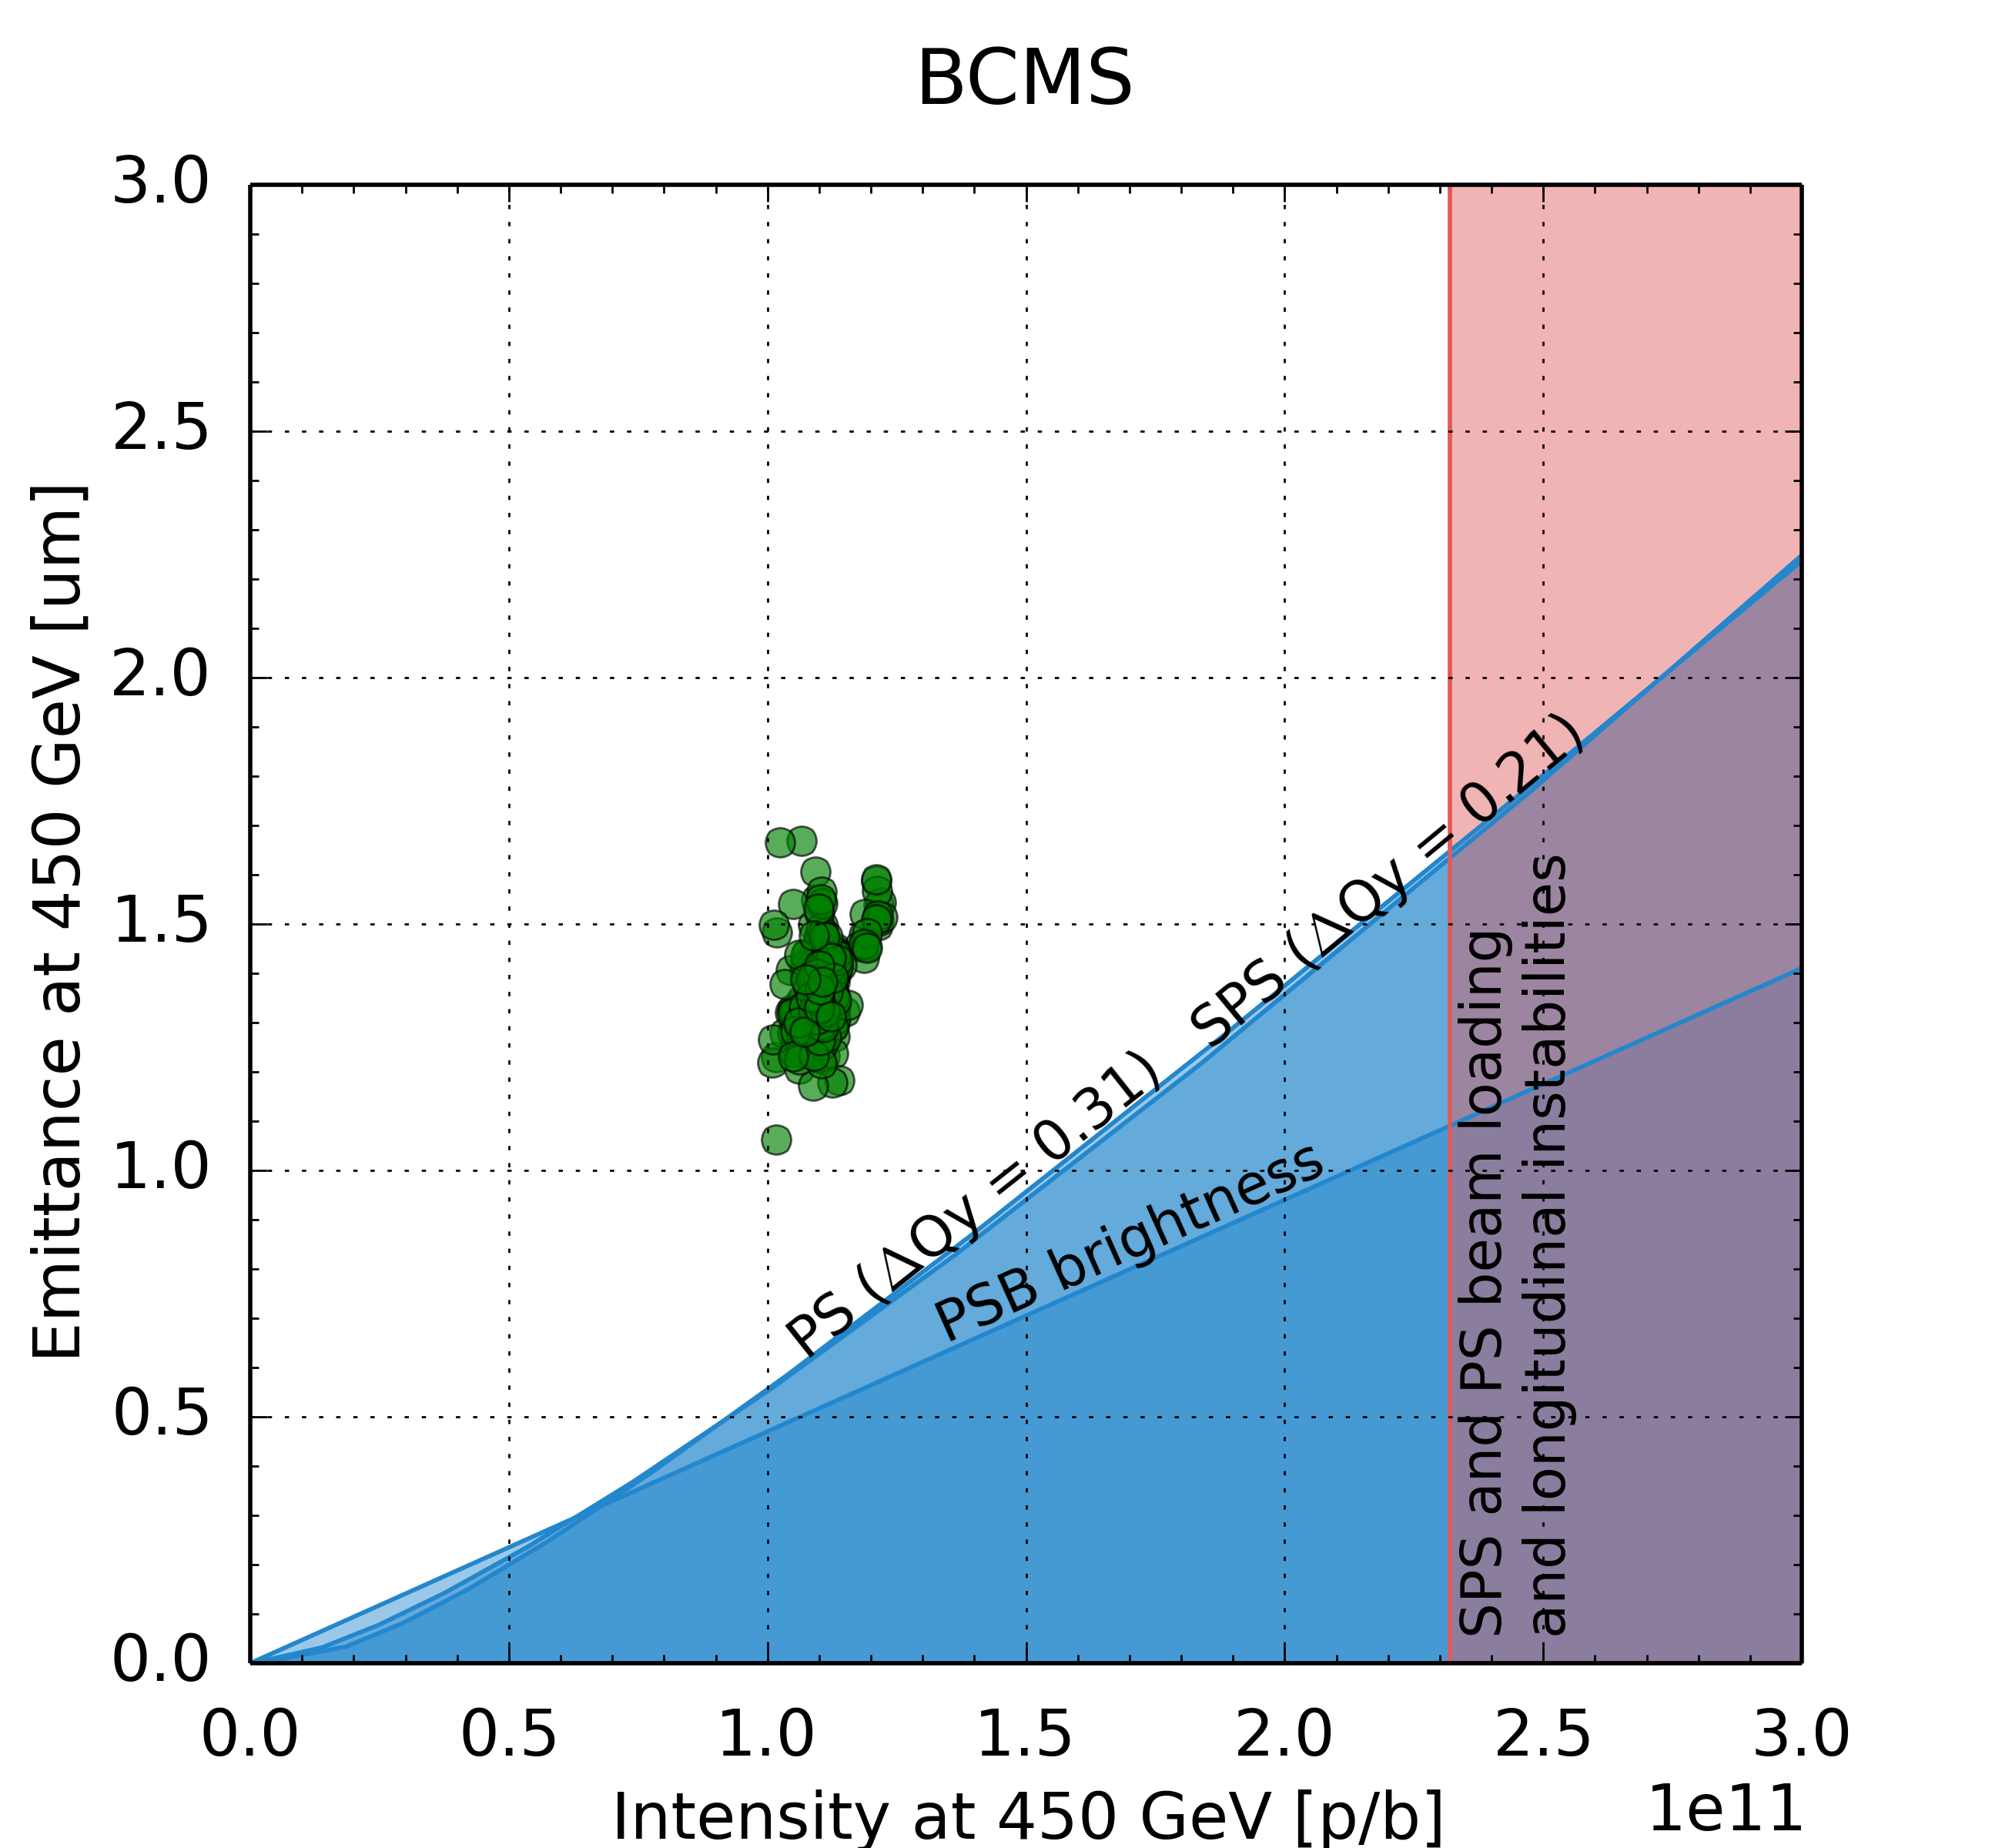 BCMS
3.0
2.5
2.0
1.5
1.0
0.5
0.0
Emittance at 450 GeV [um]
PS (ΔQy = 0.31)
SPS (ΔQy = 0.21)
PSB brightness
SPS and PS beam loading
and longitudinal instabilities
0.0 0.5 1.0 1.5 2.0 2.5 3.0
Intensity at 450 GeV [p/b]
1e11